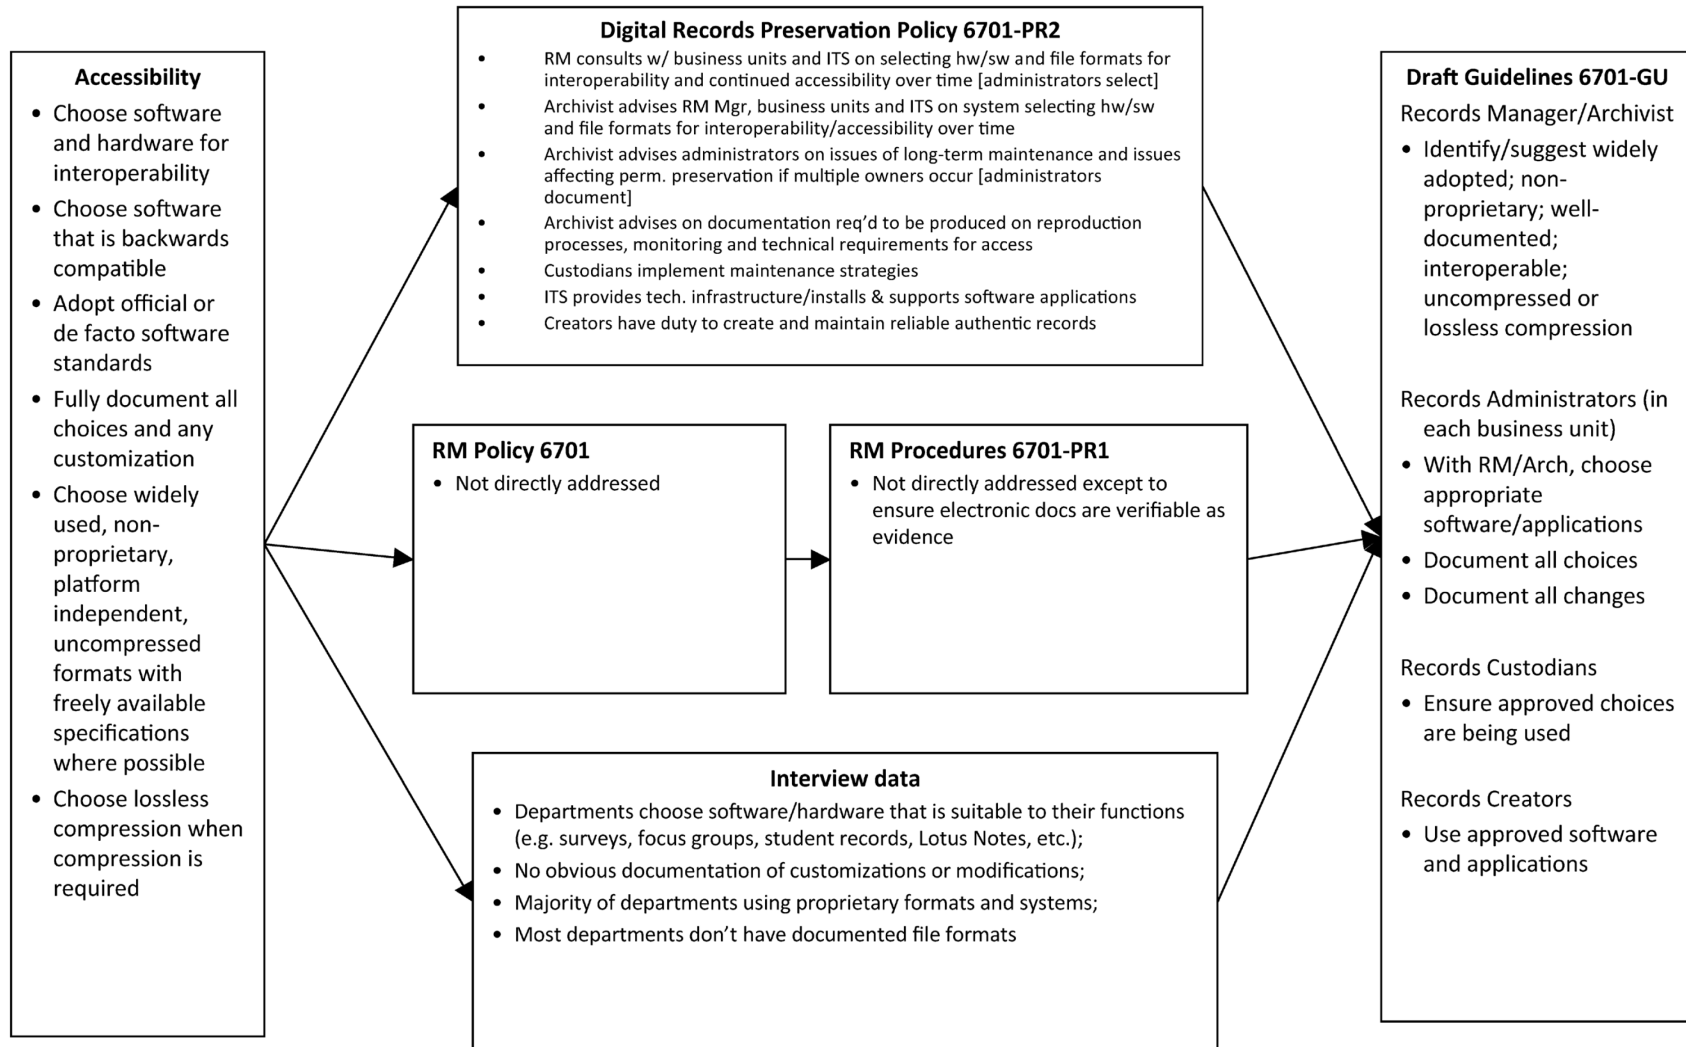 Accessibility
• Choose software
and hardware for
interoperability
• Choose software
that is backwards
compatible
• Adopt official or
de facto software
standards
• Fully document all
choices and any
customization
• Choose widely
used, non-
proprietary,
platform
independent,
uncompressed
formats with
freely available
specifications
where possible
• Choose lossless
compression when
compression is
required
Digital Records Preservation Policy 6701-PR2
• RM consults w/ business units and ITS on selecting hw/sw and file formats for
interoperability and continued accessibility over time [administrators select]
• Archivist advises RM Mgr, business units and ITS on system selecting hw/sw
and file formats for interoperability/accessibility over time
• Archivist advises administrators on issues of long-term maintenance and issues
affecting perm. preservation if multiple owners occur [administrators
document]
• Archivist advises on documentation req’d to be produced on reproduction
processes, monitoring and technical requirements for access
• Custodians implement maintenance strategies
• ITS provides tech. infrastructure/installs & supports software applications
• Creators have duty to create and maintain reliable authentic records
RM Policy 6701
• Not directly addressed
RM Procedures 6701-PR1
• Not directly addressed except to
ensure electronic docs are verifiable as
evidence
Interview data
• Departments choose software/hardware that is suitable to their functions
(e.g. surveys, focus groups, student records, Lotus Notes, etc.);
• No obvious documentation of customizations or modifications;
• Majority of departments using proprietary formats and systems;
• Most departments don’t have documented file formats
Draft Guidelines 6701-GU
Records Manager/Archivist
• Identify/suggest widely
adopted; non-
proprietary; well-
documented;
interoperable;
uncompressed or
lossless compression
Records Administrators (in
each business unit)
• With RM/Arch, choose
appropriate
software/applications
• Document all choices
• Document all changes
Records Custodians
• Ensure approved choices
are being used
Records Creators
• Use approved software
and applications